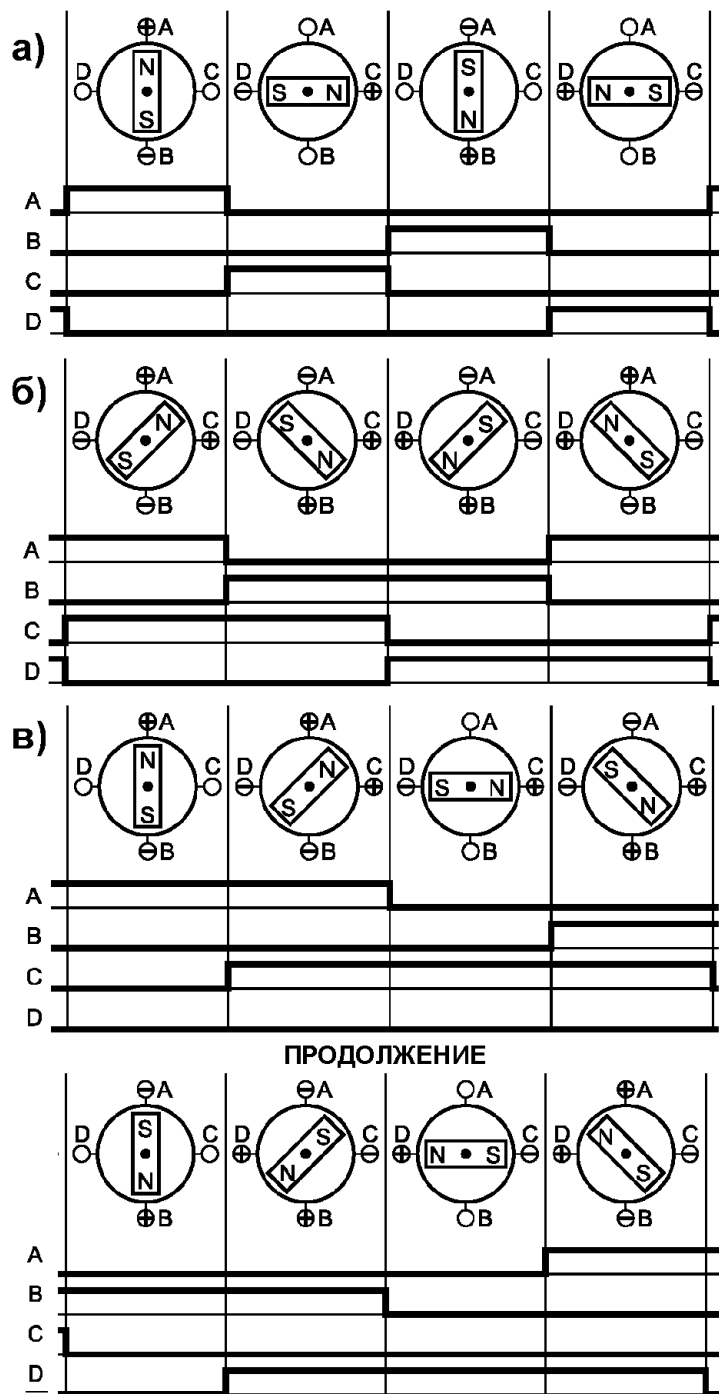 а)
⊕A ○A ⊖A ○A
D N C D C D S C D C
○ ○ ⊖ S N ⊕ ○ ○ ⊕ N S ⊖
S N
⊖B ○B ⊕B ○B
A
B
C
D
б)
⊕A ⊖A ⊖A ⊕A
D N C D S C D S C D N C
⊖ ⊕ ⊖ ⊕ ⊕ ⊖ ⊕ ⊖
S N N S
⊖B ⊕B ⊕B ⊖B
A
B
C
D
в)
⊕A ⊕A ○A ⊖A
D N C D N C D C D S C
○ ○ ⊖ ⊕ ⊖ S N ⊕ ⊖ ⊕
S S N
⊖B ⊖B ○B ⊕B
A
B
C
D
ПРОДОЛЖЕНИЕ
⊖A ⊖A ○A ⊕A
D S C D S C D C D N C
○ ○ ⊕ ⊖ ⊕ N S ⊖ ⊕ ⊖
N N S
⊕B ⊕B ○B ⊖B
A
B
C
D